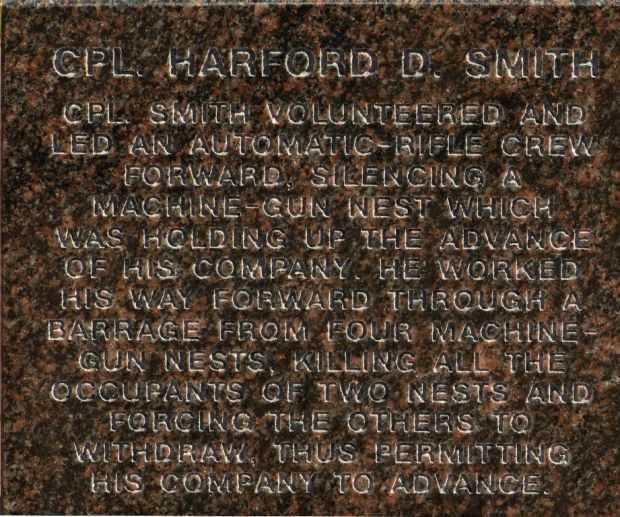 CPL. HARFORD D. SMITH
CPL. SMITH VOLUNTEERED AND
LED AN AUTOMATIC-RIFLE CREW
FORWARD, SILENCING A
MACHINE-GUN NEST WHICH
WAS HOLDING UP THE ADVANCE
OF HIS COMPANY. HE WORKED
HIS WAY FORWARD THROUGH A
BARRAGE FROM FOUR MACHINE-
GUN NESTS, KILLING ALL THE
OCCUPANTS OF TWO NESTS AND
FORCING THE OTHERS TO
WITHDRAW, THUS PERMITTING
HIS COMPANY TO ADVANCE.